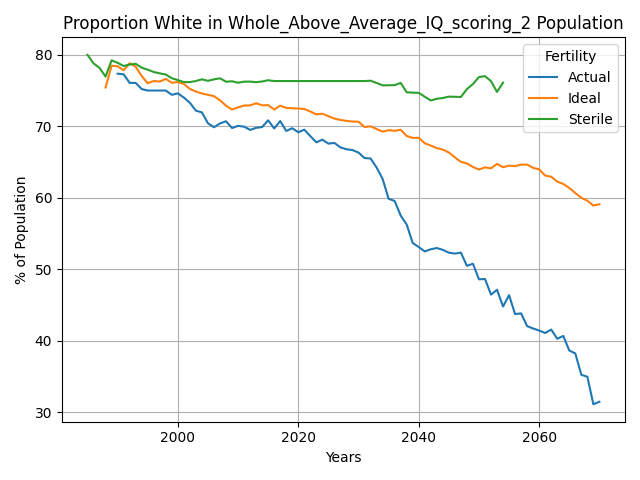 Proportion White in Whole_Above_Average_IQ_scoring_2 Population
80
70
60
50
40
30
% of Population
2000
2020
2040
2060
Years
Fertility
Actual
Ideal
Sterile